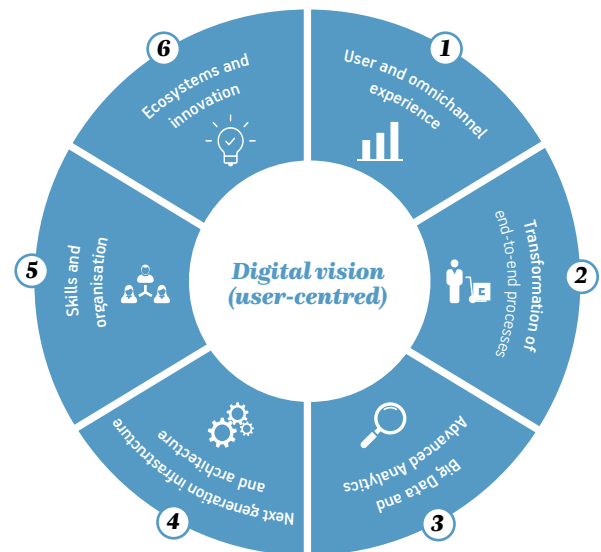 1
User and omnichannel
experience
2
Transformation of
end-to-end processes
3
Big Data and
Advanced Analytics
4
Next generation infrastructure
and architecture
5
Skills and
organisation
6
Ecosystems and
innovation
Digital vision
(user-centred)